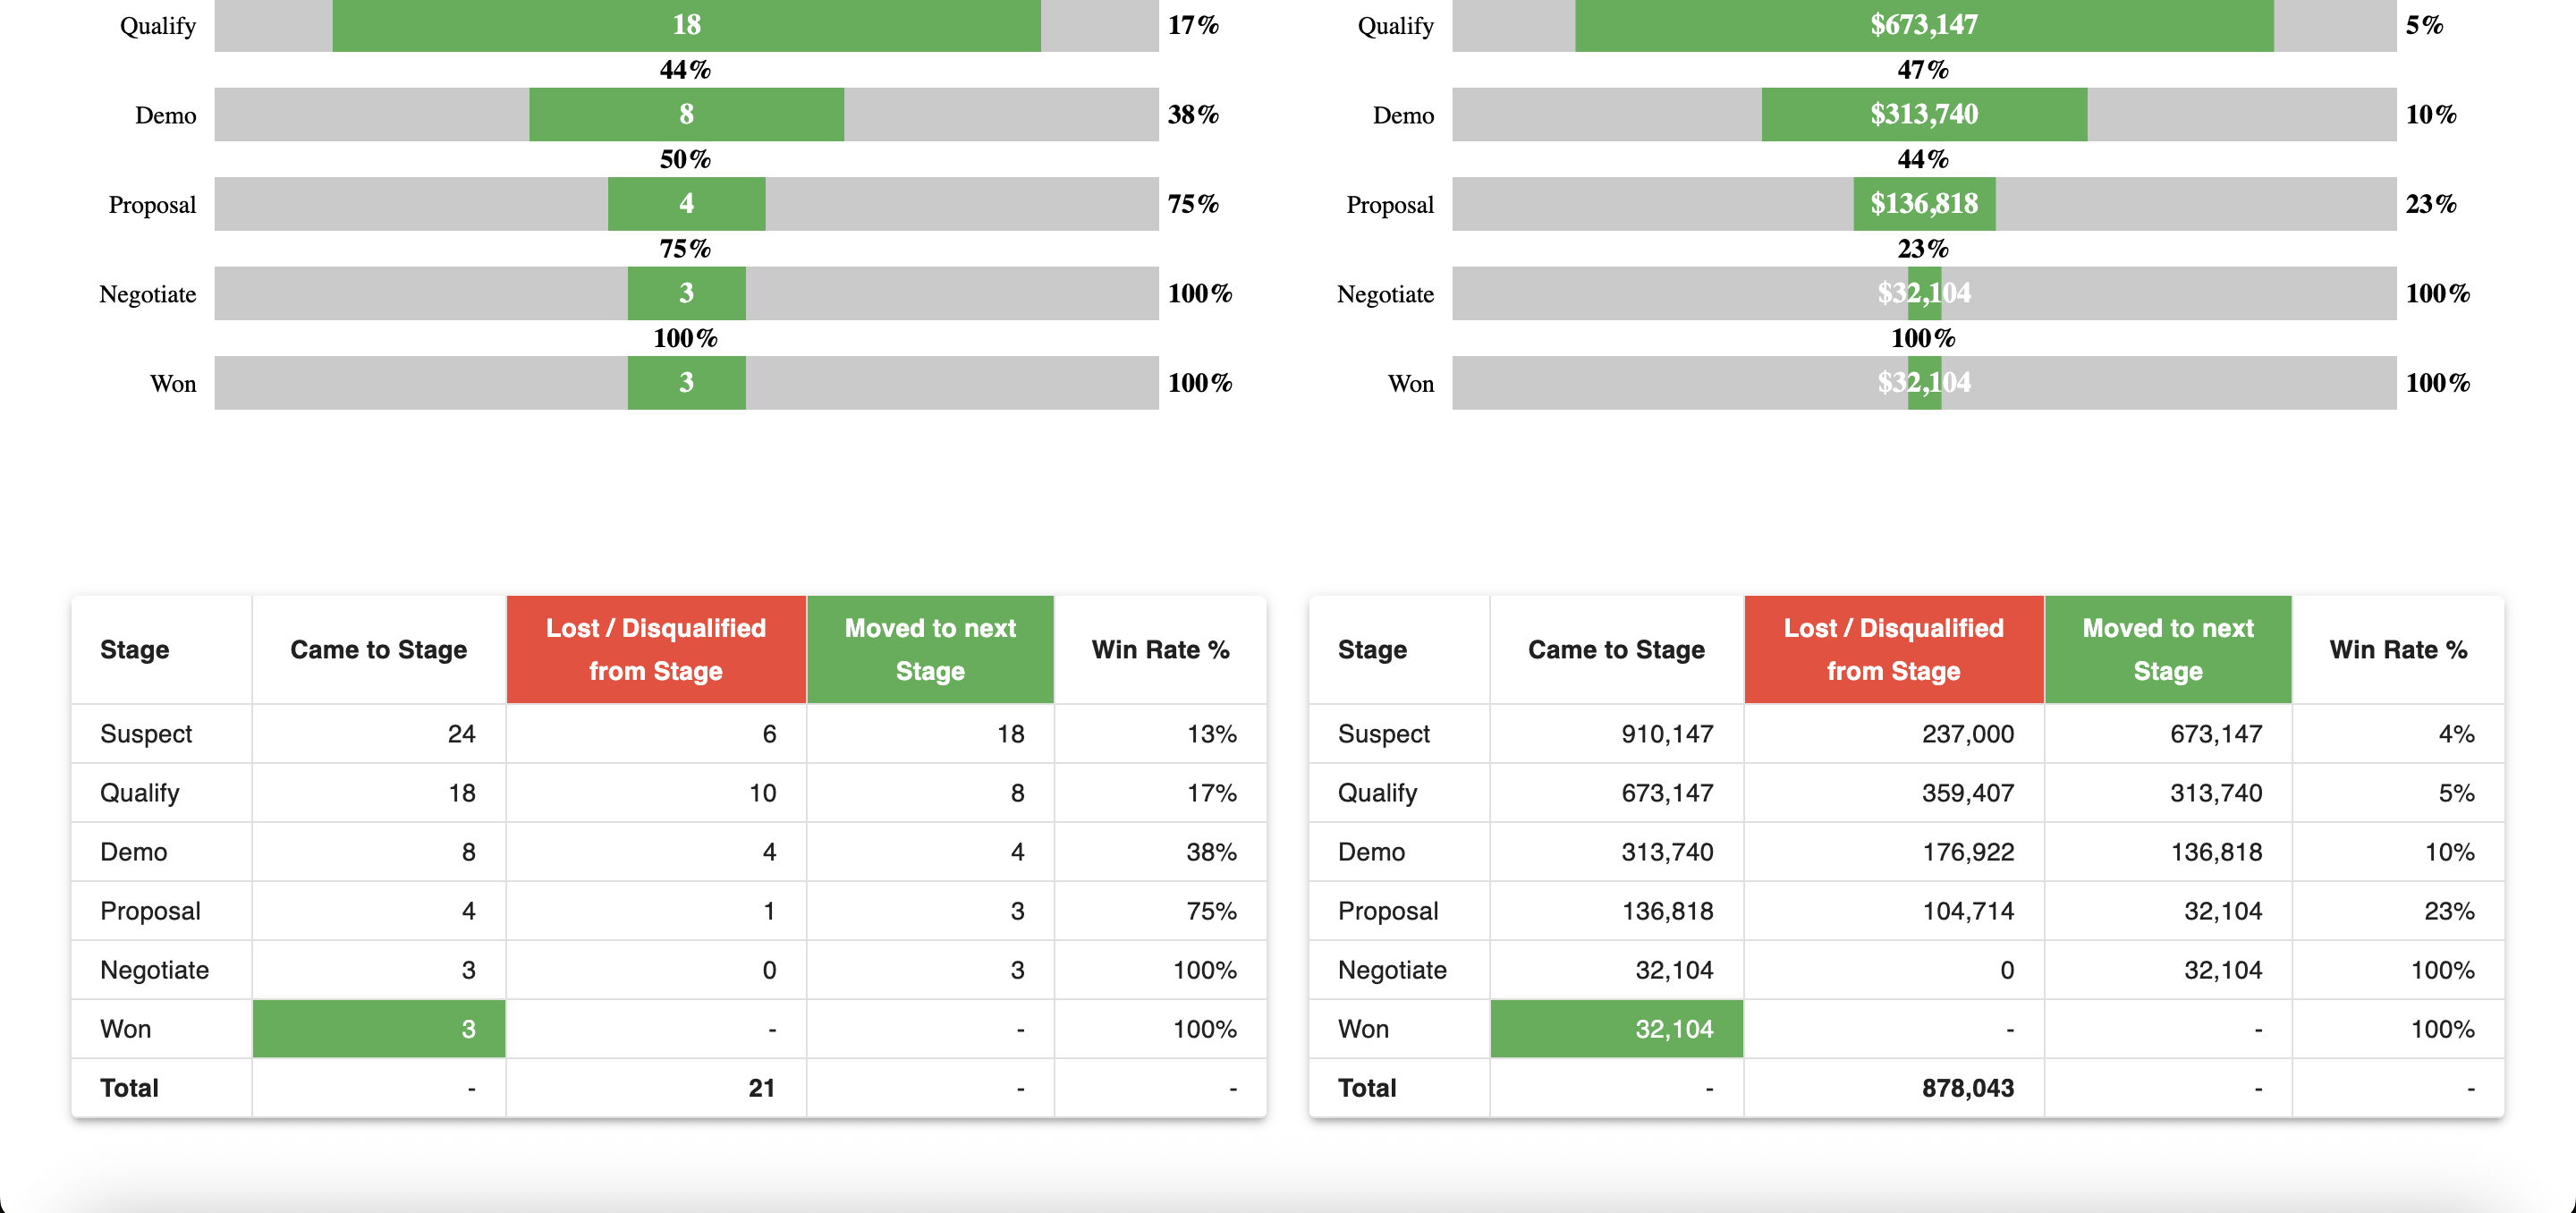 Qualify 18 17%
44%
Demo 8 38%
50%
Proposal 4 75%
75%
Negotiate 3 100%
100%
Won 3 100%
Qualify $673,147 5%
47%
Demo $313,740 10%
44%
Proposal $136,818 23%
23%
Negotiate $32,104 100%
100%
Won $32,104 100%
Stage Came to Stage Lost / Disqualified from Stage Moved to next Stage Win Rate %
Suspect 24 6 18 13%
Qualify 18 10 8 17%
Demo 8 4 4 38%
Proposal 4 1 3 75%
Negotiate 3 0 3 100%
Won 3 - - 100%
Total - 21 - -
Stage Came to Stage Lost / Disqualified from Stage Moved to next Stage Win Rate %
Suspect 910,147 237,000 673,147 4%
Qualify 673,147 359,407 313,740 5%
Demo 313,740 176,922 136,818 10%
Proposal 136,818 104,714 32,104 23%
Negotiate 32,104 0 32,104 100%
Won 32,104 - - 100%
Total - 878,043 - -